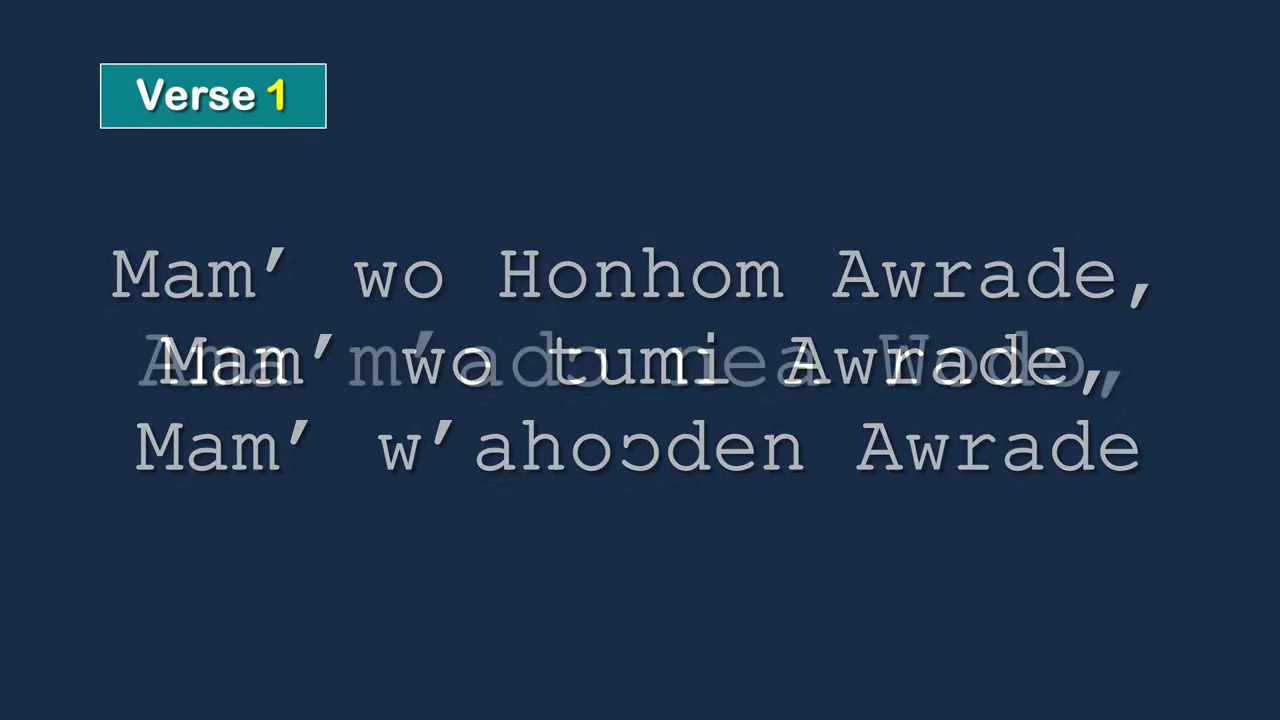 Verse 1
Mam’ wo Honhom Awrade,
Mam’ wo tumi Awrade,
Mam’ w’ahoɔden Awrade